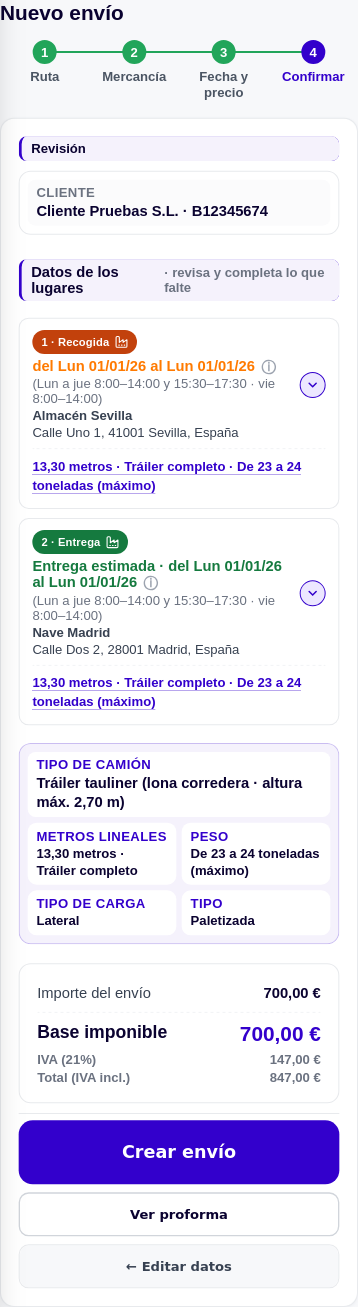 Nuevo envío
1 2 3 4
Ruta Mercancía Fecha y precio Confirmar
Revisión
CLIENTE
Cliente Pruebas S.L. · B12345674
Datos de los lugares · revisa y completa lo que falte
1 · Recogida
del Lun 01/01/26 al Lun 01/01/26 ⓘ
(Lun a jue 8:00–14:00 y 15:30–17:30 · vie
8:00–14:00)
Almacén Sevilla
Calle Uno 1, 41001 Sevilla, España
13,30 metros · Tráiler completo · De 23 a 24
toneladas (máximo)
2 · Entrega
Entrega estimada · del Lun 01/01/26
al Lun 01/01/26 ⓘ
(Lun a jue 8:00–14:00 y 15:30–17:30 · vie
8:00–14:00)
Nave Madrid
Calle Dos 2, 28001 Madrid, España
13,30 metros · Tráiler completo · De 23 a 24
toneladas (máximo)
TIPO DE CAMIÓN
Tráiler tauliner (lona corredera · altura
máx. 2,70 m)
METROS LINEALES
13,30 metros ·
Tráiler completo
PESO
De 23 a 24 toneladas
(máximo)
TIPO DE CARGA
Lateral
TIPO
Paletizada
Importe del envío 700,00 €
Base imponible 700,00 €
IVA (21%) 147,00 €
Total (IVA incl.) 847,00 €
Crear envío
Ver proforma
← Editar datos